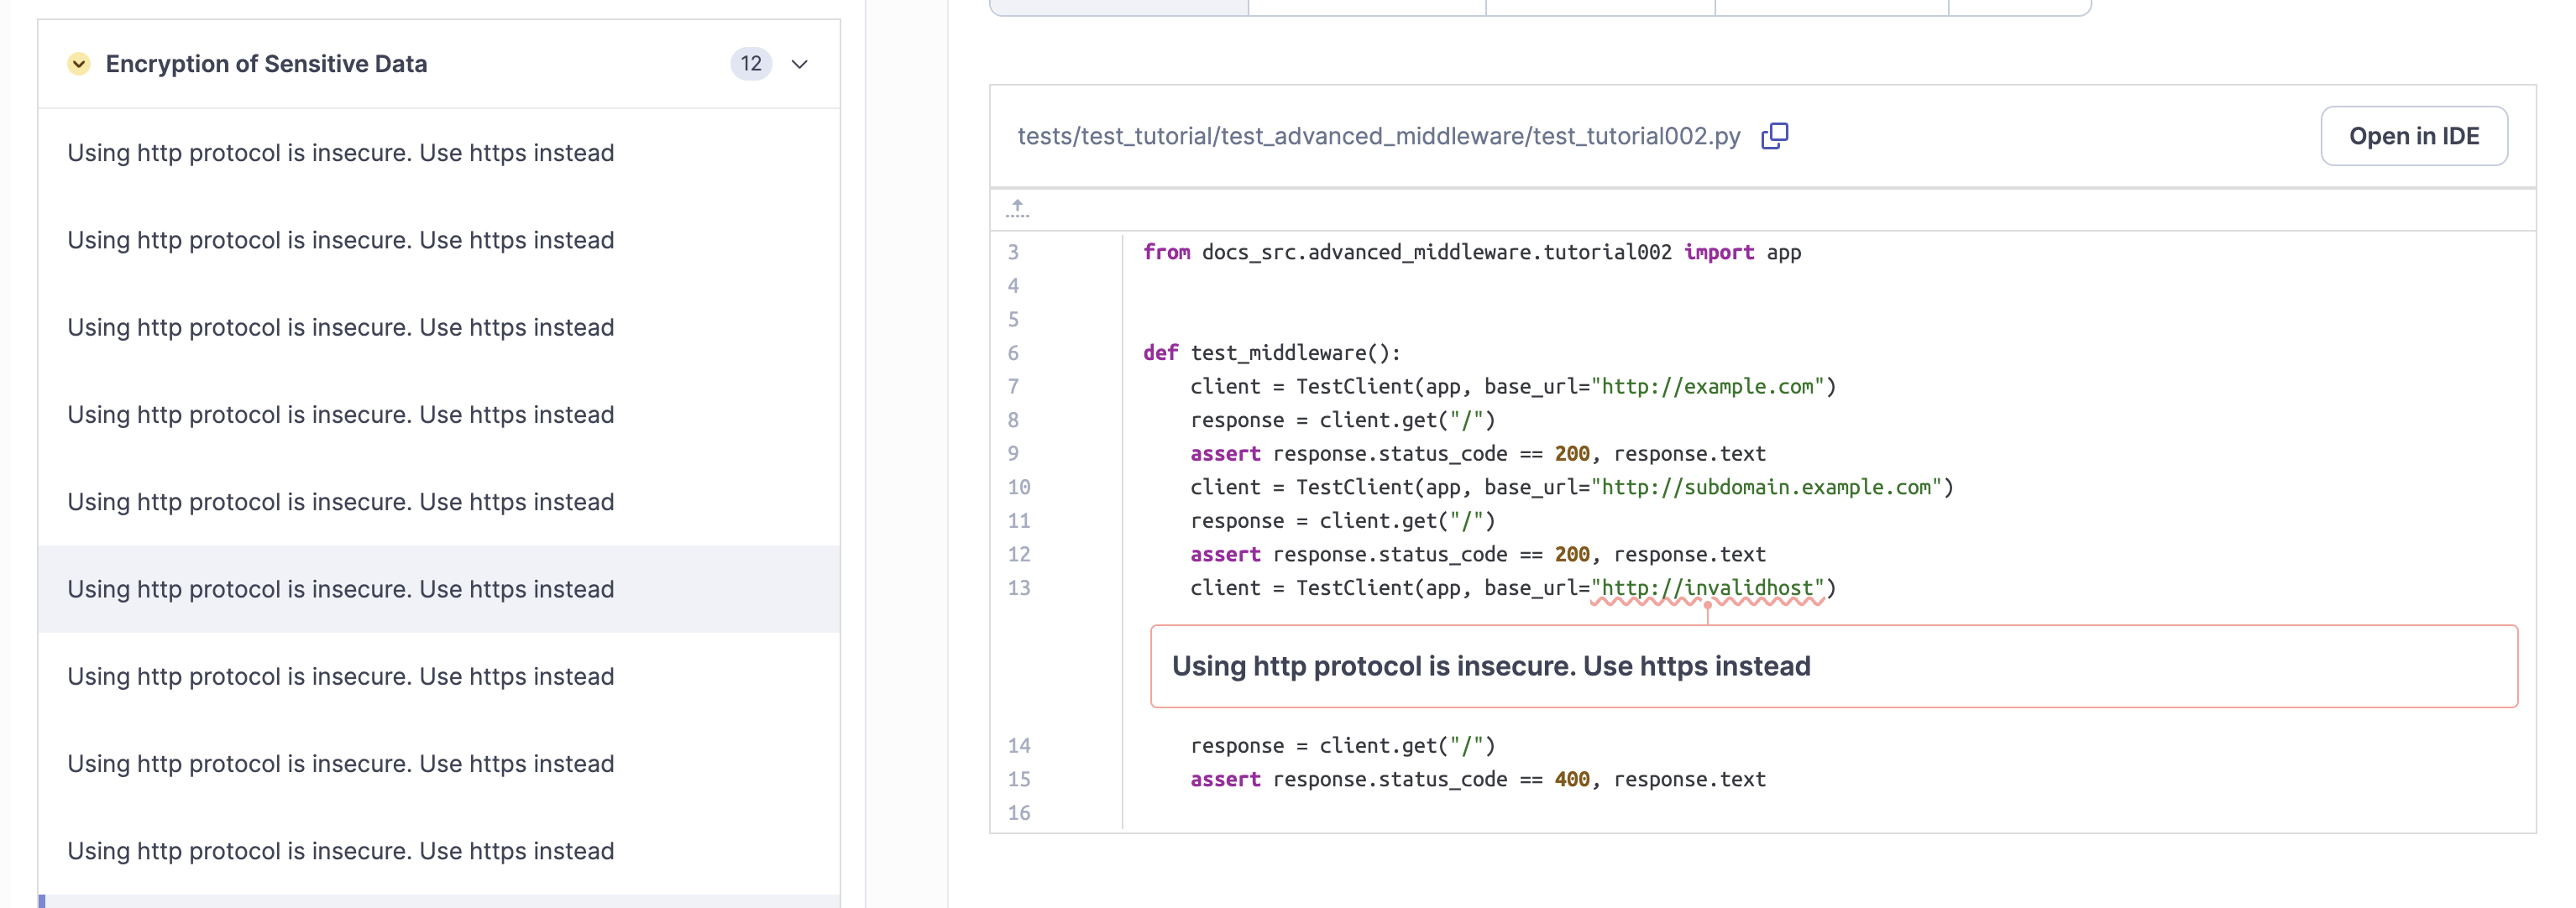 Encryption of Sensitive Data 12
Using http protocol is insecure. Use https instead
Using http protocol is insecure. Use https instead
Using http protocol is insecure. Use https instead
Using http protocol is insecure. Use https instead
Using http protocol is insecure. Use https instead
Using http protocol is insecure. Use https instead
Using http protocol is insecure. Use https instead
Using http protocol is insecure. Use https instead
Using http protocol is insecure. Use https instead
tests/test_tutorial/test_advanced_middleware/test_tutorial002.py Open in IDE
3 from docs_src.advanced_middleware.tutorial002 import app
4
5
6 def test_middleware():
7     client = TestClient(app, base_url="http://example.com")
8     response = client.get("/")
9     assert response.status_code == 200, response.text
10     client = TestClient(app, base_url="http://subdomain.example.com")
11     response = client.get("/")
12     assert response.status_code == 200, response.text
13     client = TestClient(app, base_url="http://invalidhost")
Using http protocol is insecure. Use https instead
14     response = client.get("/")
15     assert response.status_code == 400, response.text
16